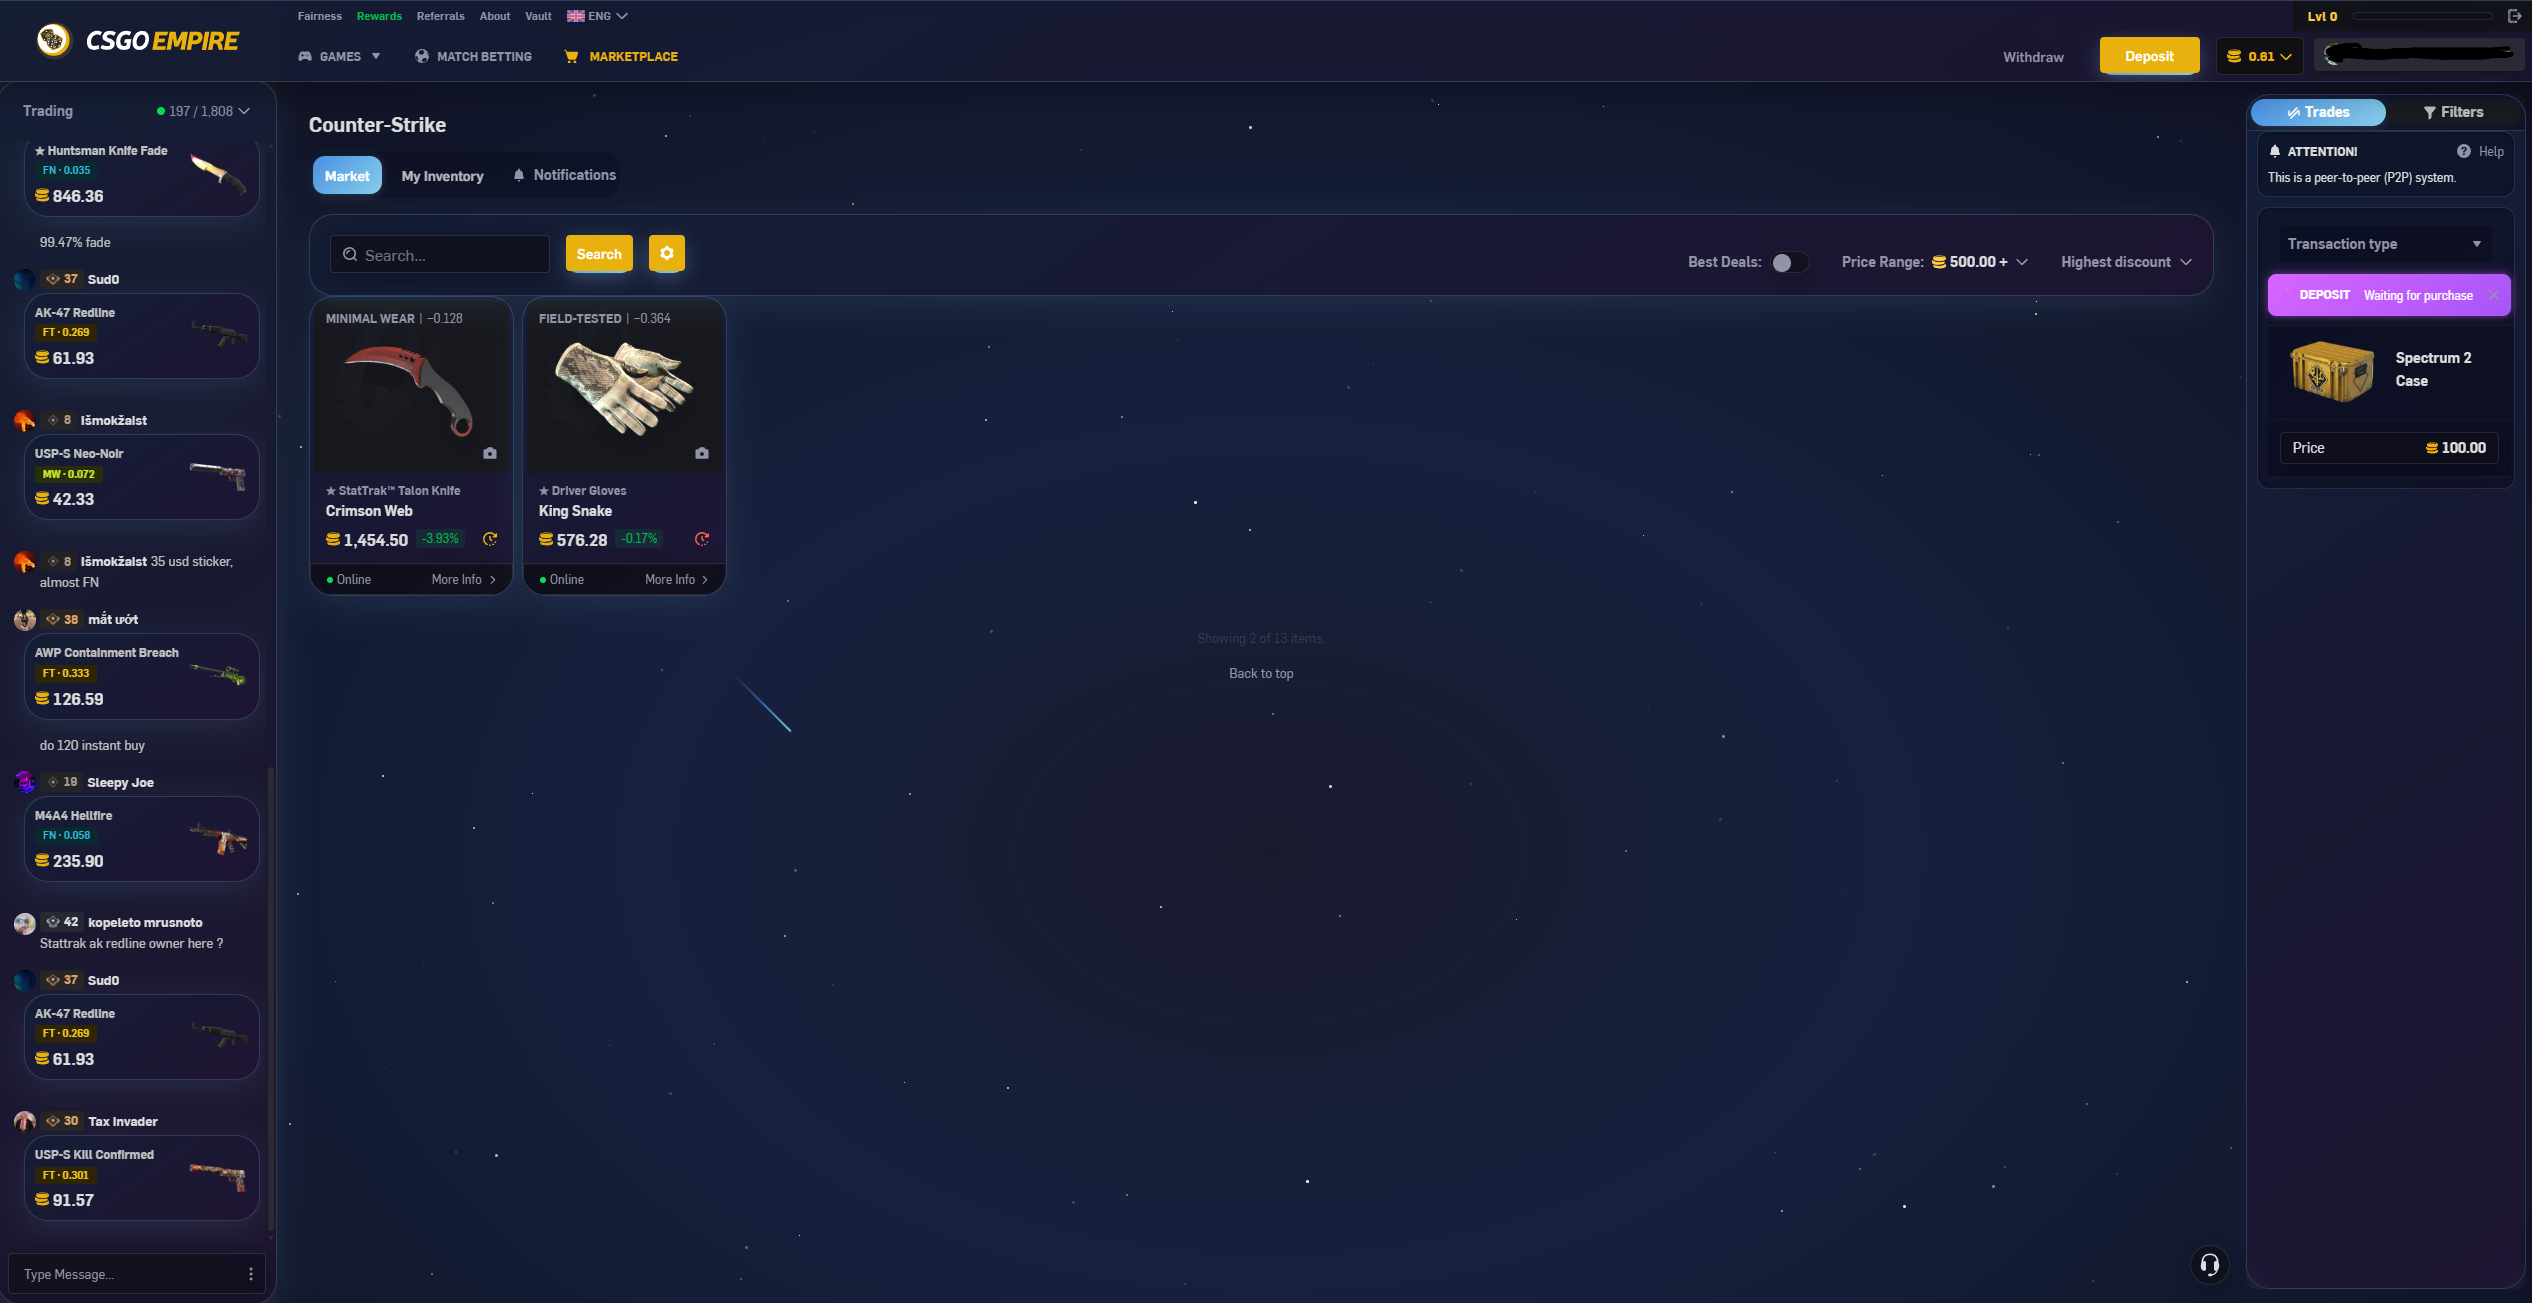 Fairness Rewards Referrals About Vault ENG
Lvl 0
CSGOEMPIRE
GAMES MATCH BETTING MARKETPLACE
Withdraw Deposit 0.61
Trading 197 / 1,808
★ Huntsman Knife Fade
FN · 0.035
846.36
99.47% fade
37 Sud0
AK-47 Redline
FT · 0.269
61.93
8 Išmokžaist
USP-S Neo-Noir
MW · 0.072
42.33
8 Išmokžaist 35 usd sticker,
almost FN
38 mắt ướt
AWP Containment Breach
FT · 0.333
126.59
do 120 instant buy
19 Sleepy Joe
M4A4 Hellfire
FN · 0.058
235.90
42 kopeleto mrusnoto
Stattrak ak redline owner here ?
37 Sud0
AK-47 Redline
FT · 0.269
61.93
30 Tax Invader
USP-S Kill Confirmed
FT · 0.301
91.57
Type Message...
Counter-Strike
Market My Inventory Notifications
Search... Search
Best Deals: Price Range: 500.00 + Highest discount
MINIMAL WEAR | ~0.128
★ StatTrak™ Talon Knife
Crimson Web
1,454.50 -3.93%
Online More Info
FIELD-TESTED | ~0.364
★ Driver Gloves
King Snake
576.28 -0.17%
Online More Info
Showing 2 of 13 items.
Back to top
Trades Filters
ATTENTION! Help
This is a peer-to-peer (P2P) system.
Transaction type
DEPOSIT Waiting for purchase
Spectrum 2
Case
Price 100.00